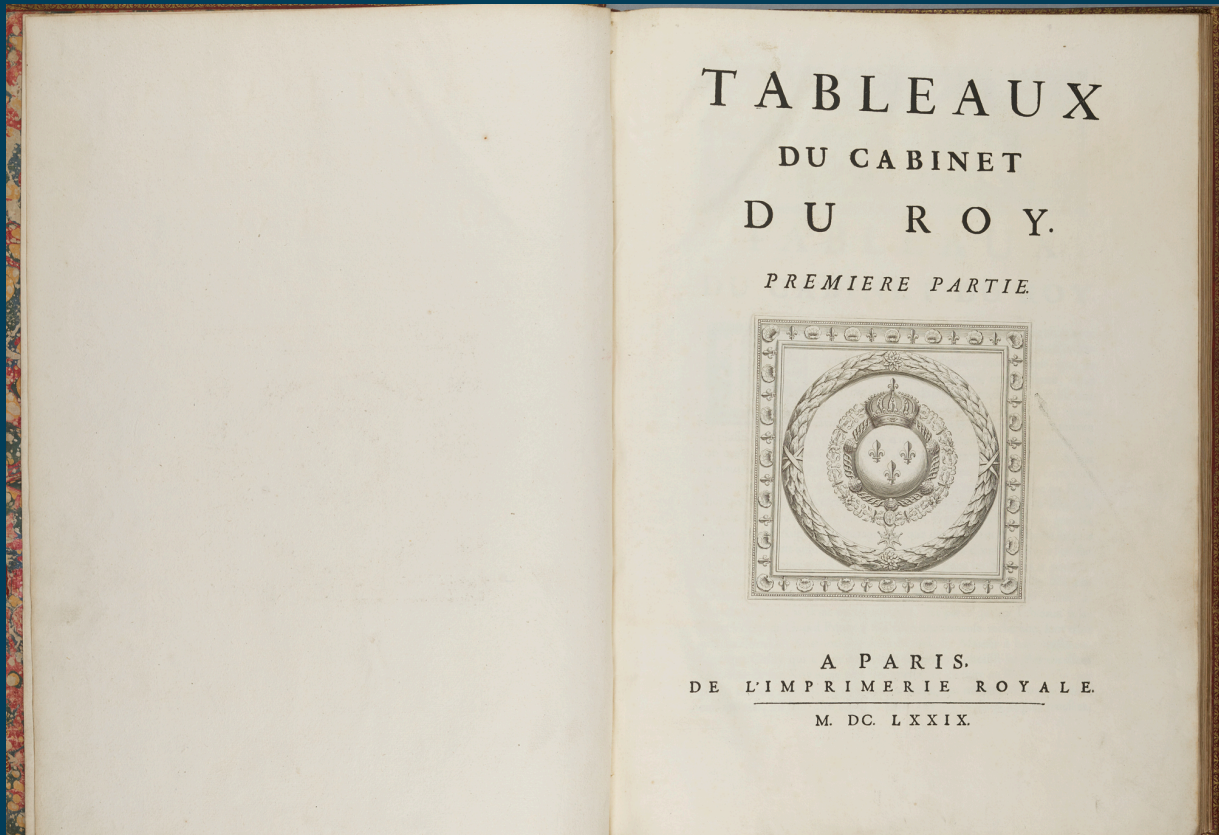 TABLEAUX
DU CABINET
DU ROY.
PREMIERE PARTIE.
A PARIS,
DE L'IMPRIMERIE ROYALE.
M. DC. LXXIX.